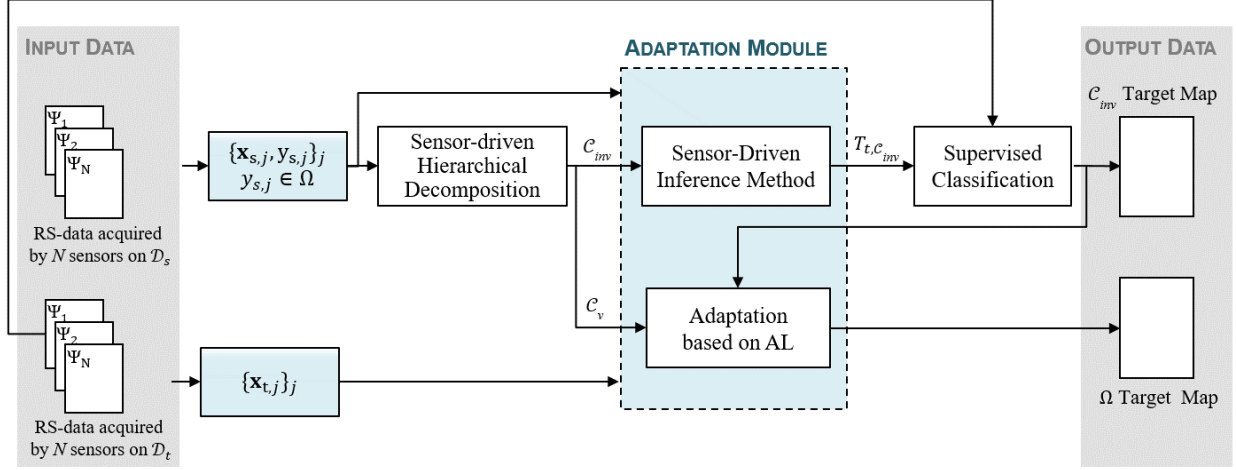 INPUT DATA
Ψ1
Ψ2
ΨN
RS-data acquired
by N sensors on 𝒟s
Ψ1
Ψ2
ΨN
RS-data acquired
by N sensors on 𝒟t
{xs,j, ys,j}j
ys,j ∈ Ω
{xt,j}j
Sensor-driven
Hierarchical
Decomposition
𝒞inv
𝒞v
ADAPTATION MODULE
Sensor-Driven
Inference Method
Adaptation
based on AL
Tt,𝒞inv
Supervised
Classification
OUTPUT DATA
𝒞inv Target Map
Ω Target Map